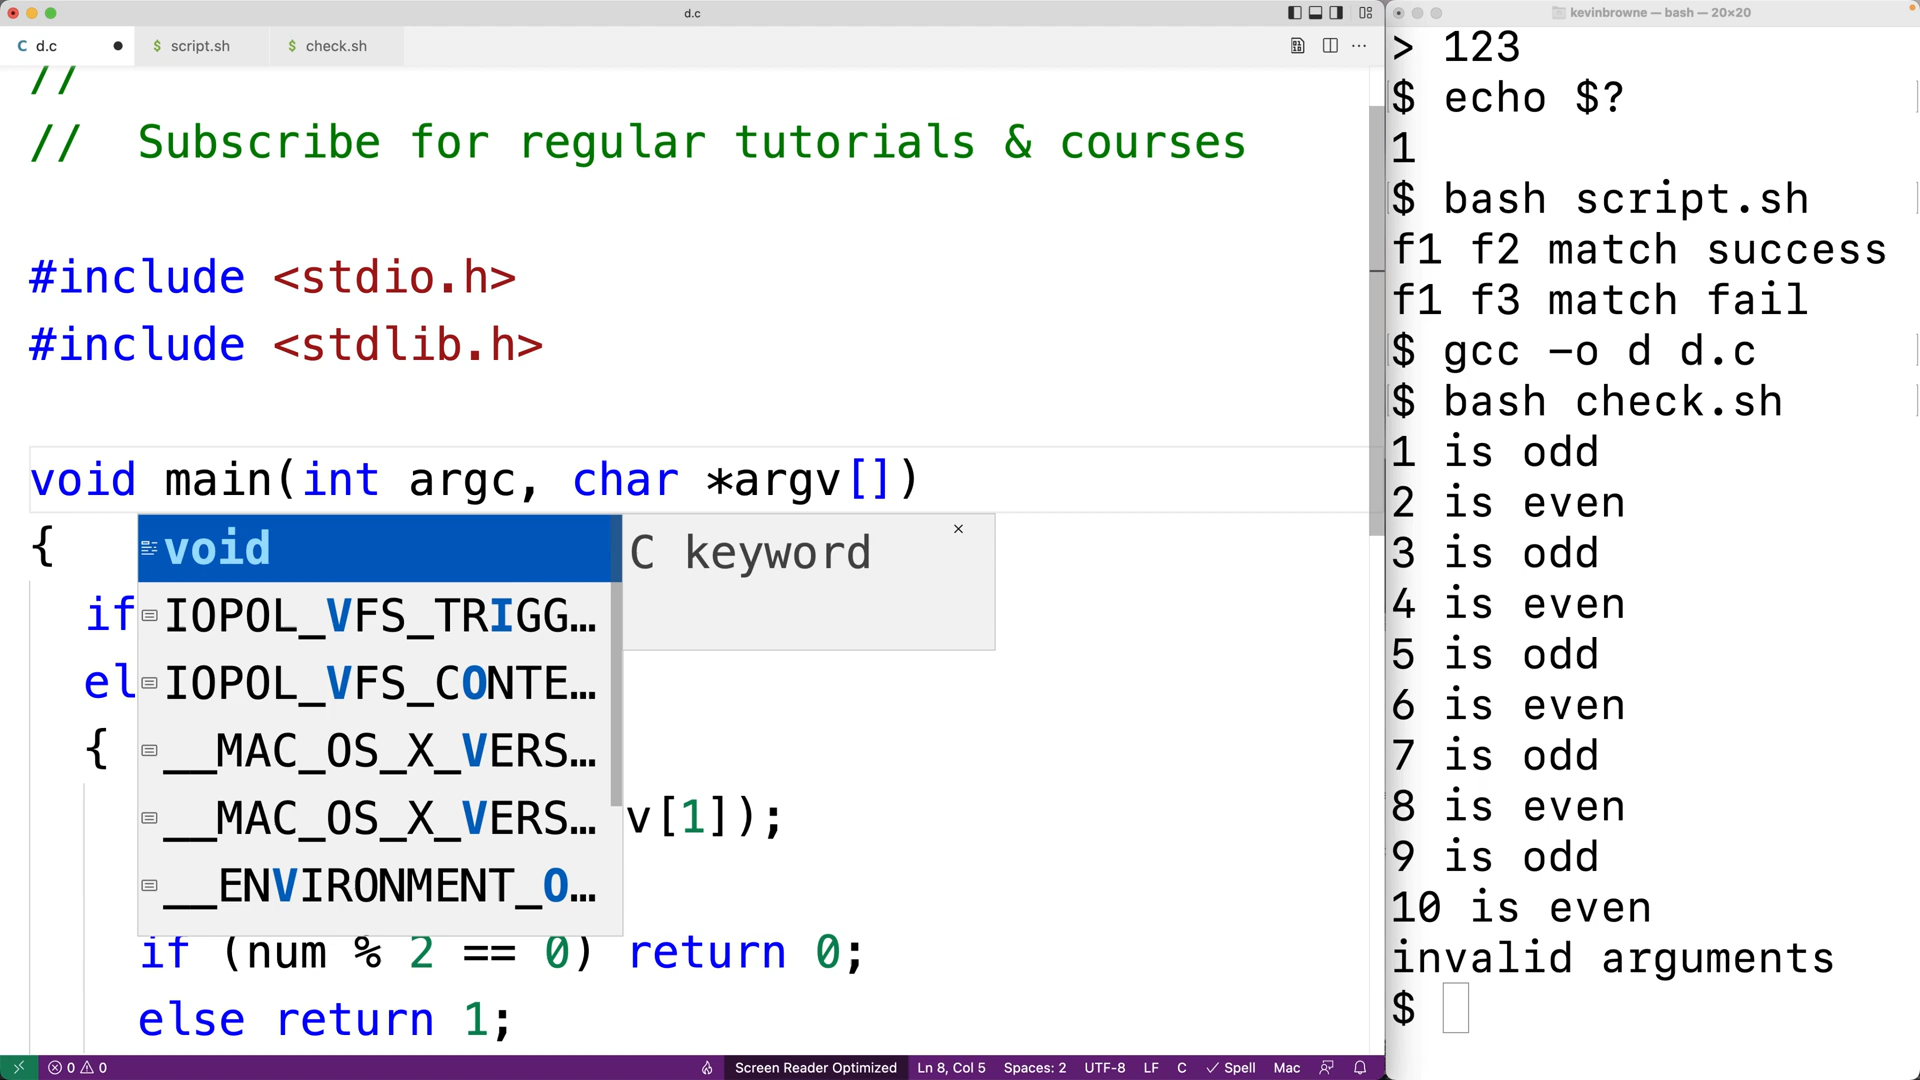 d.c
C d.c ●
$ script.sh
$ check.sh
//
// Subscribe for regular tutorials & courses
#include <stdio.h>
#include <stdlib.h>
void main(int argc, char *argv[])
{
void
C keyword
if
IOPOL_VFS_TRIGG…
el
IOPOL_VFS_CONTE…
{
__MAC_OS_X_VERS…
__MAC_OS_X_VERS…
v[1]);
__ENVIRONMENT_O…
if (num % 2 == 0) return 0;
else return 1;
0 0
Screen Reader Optimized Ln 8, Col 5 Spaces: 2 UTF-8 LF C Spell Mac
kevinbrowne — bash — 20×20
> 123
$ echo $?
1
$ bash script.sh
f1 f2 match success
f1 f3 match fail
$ gcc -o d d.c
$ bash check.sh
1 is odd
2 is even
3 is odd
4 is even
5 is odd
6 is even
7 is odd
8 is even
9 is odd
10 is even
invalid arguments
$